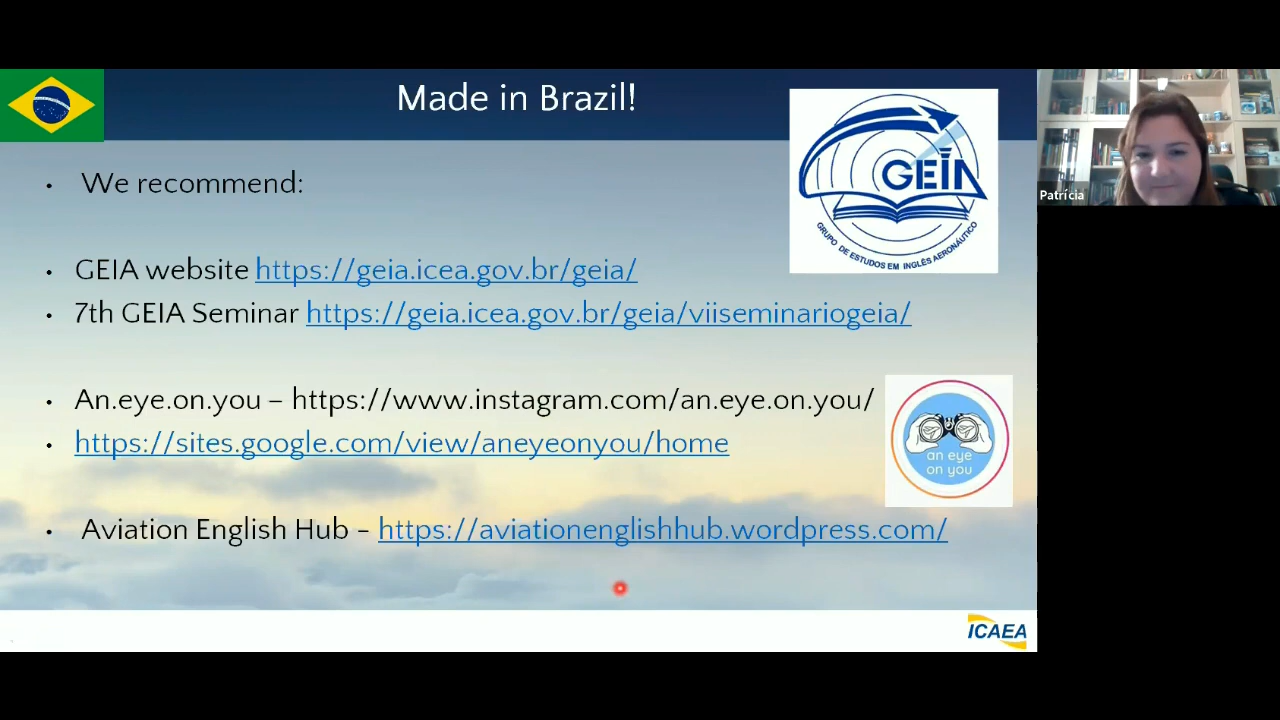 Made in Brazil!
GEIA
GRUPO DE ESTUDOS EM INGLÊS AERONÁUTICO
Patrícia
• We recommend:
• GEIA website https://geia.icea.gov.br/geia/
• 7th GEIA Seminar https://geia.icea.gov.br/geia/viiseminariogeia/
• An.eye.on.you – https://www.instagram.com/an.eye.on.you/
• https://sites.google.com/view/aneyeonyou/home
an eye
on you
• Aviation English Hub - https://aviationenglishhub.wordpress.com/
ICAEA